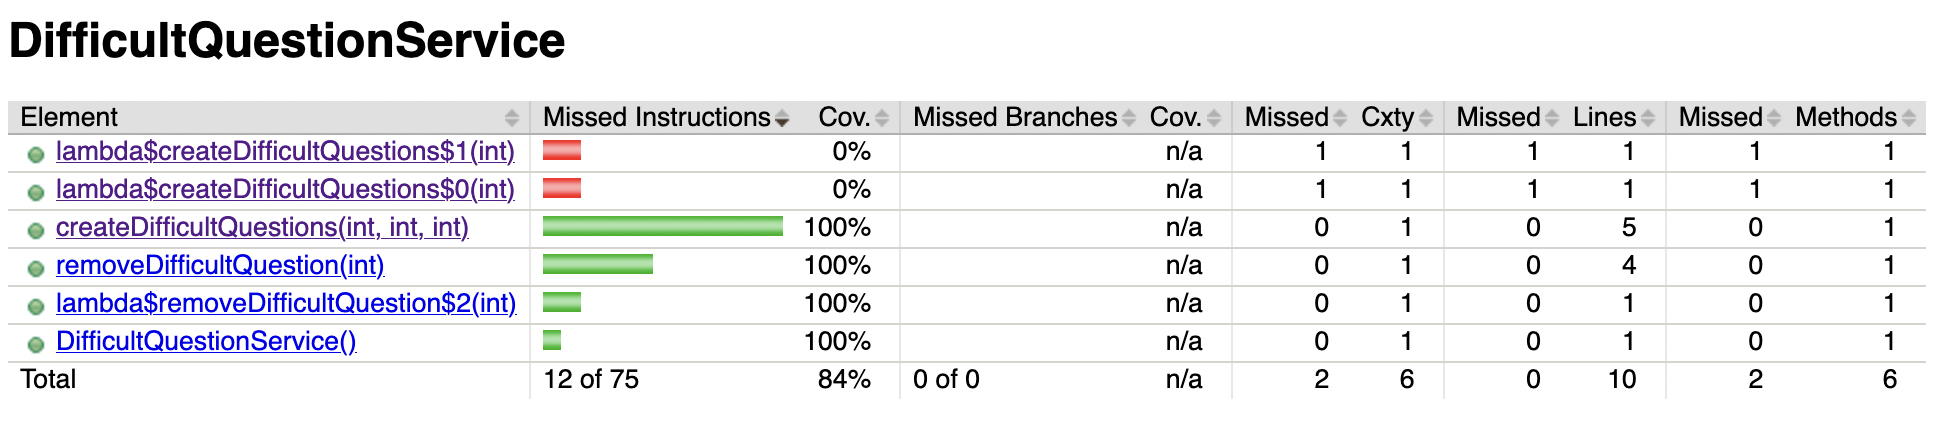 DifficultQuestionService
Element Missed Instructions Cov. Missed Branches Cov. Missed Cxty Missed Lines Missed Methods
lambda$createDifficultQuestions$1(int) 0% n/a 1 1 1 1 1 1
lambda$createDifficultQuestions$0(int) 0% n/a 1 1 1 1 1 1
createDifficultQuestions(int, int, int) 100% n/a 0 1 0 5 0 1
removeDifficultQuestion(int) 100% n/a 0 1 0 4 0 1
lambda$removeDifficultQuestion$2(int) 100% n/a 0 1 0 1 0 1
DifficultQuestionService() 100% n/a 0 1 0 1 0 1
Total 12 of 75 84% 0 of 0 n/a 2 6 0 10 2 6